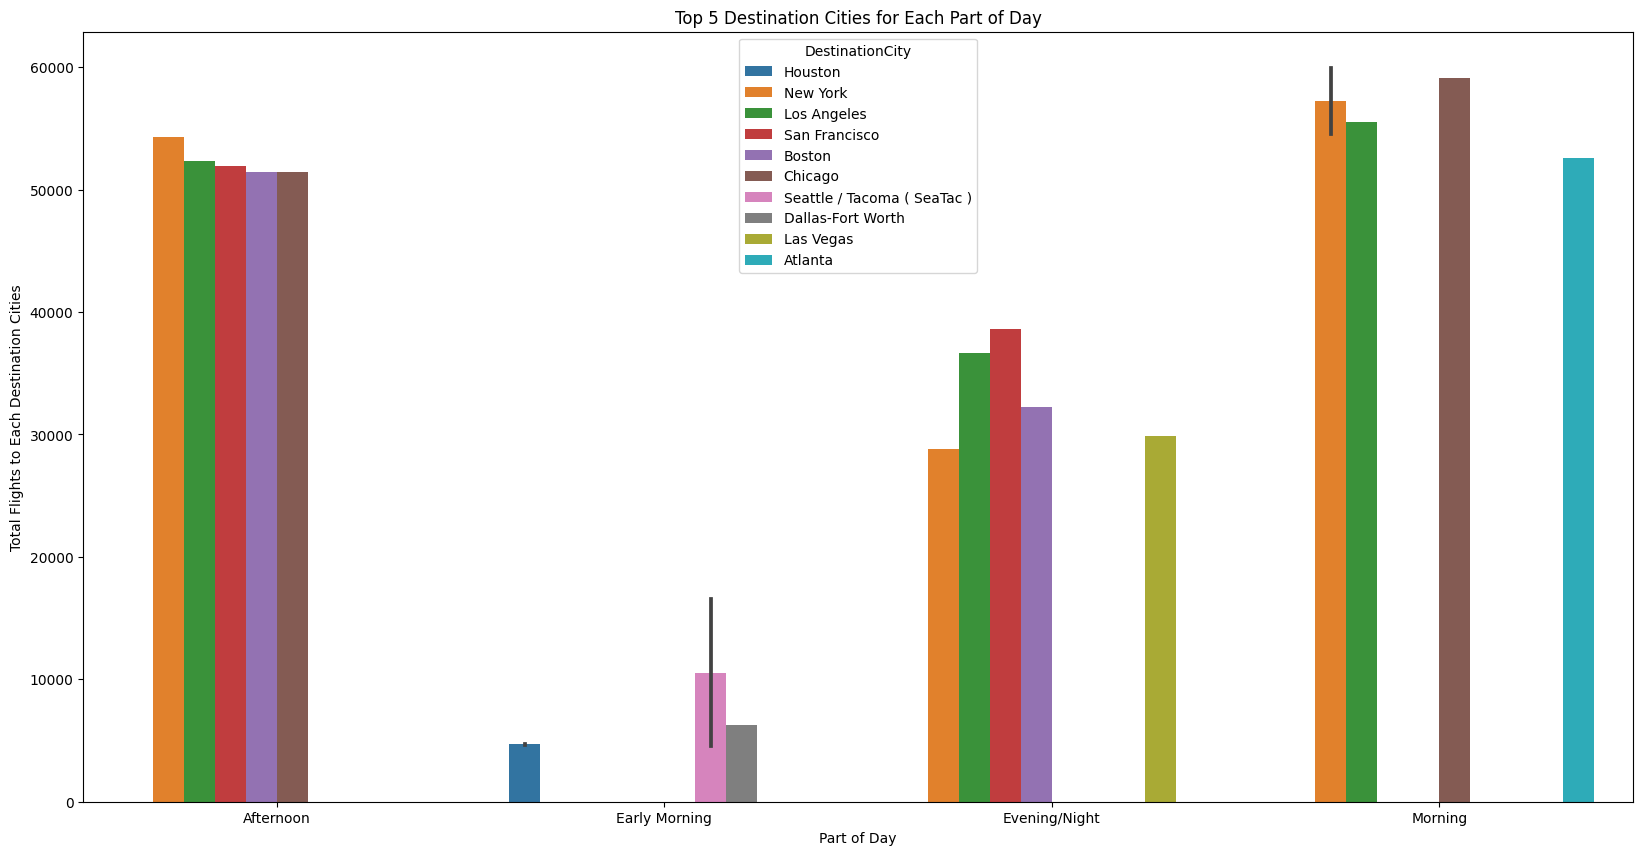 Top 5 Destination Cities for Each Part of Day
60000
50000
40000
30000
20000
10000
0
Total Flights to Each Destination Cities
DestinationCity
Houston
New York
Los Angeles
San Francisco
Boston
Chicago
Seattle / Tacoma ( SeaTac )
Dallas-Fort Worth
Las Vegas
Atlanta
Afternoon
Early Morning
Evening/Night
Morning
Part of Day